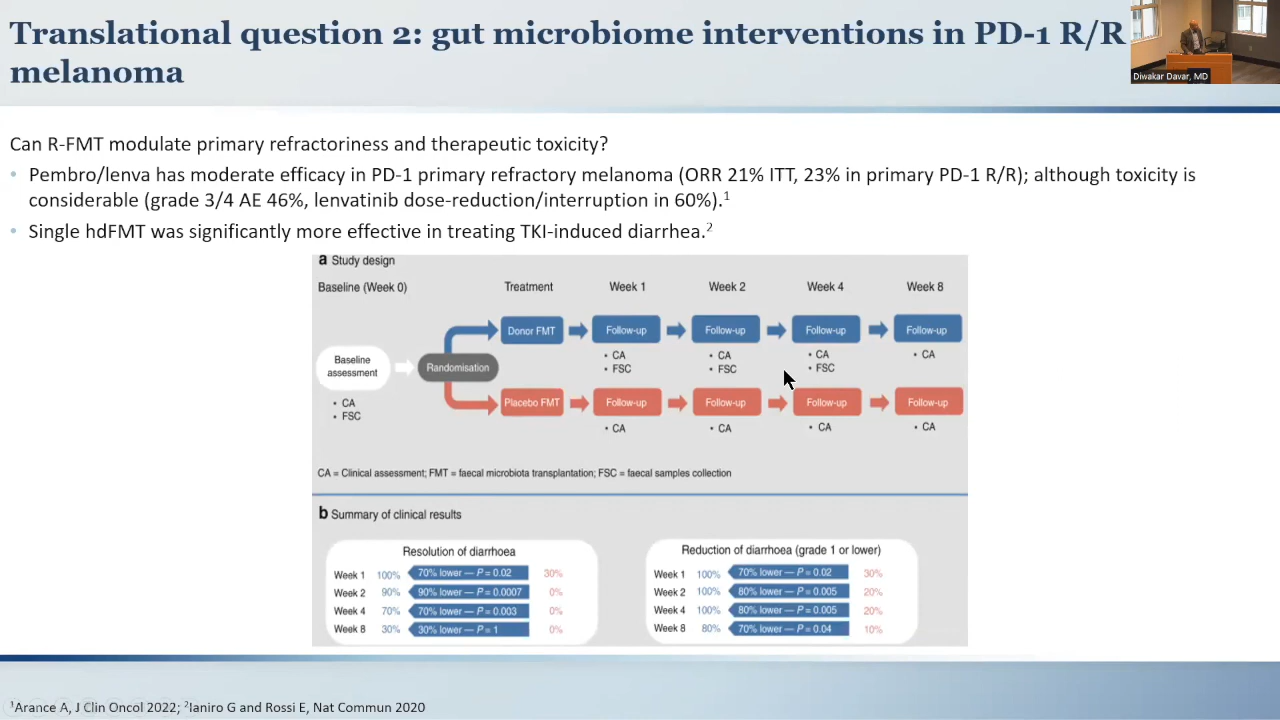 Translational question 2: gut microbiome interventions in PD-1 R/R
melanoma
Diwakar Davar, MD
Can R-FMT modulate primary refractoriness and therapeutic toxicity?
• Pembro/lenva has moderate efficacy in PD-1 primary refractory melanoma (ORR 21% ITT, 23% in primary PD-1 R/R); although toxicity is
considerable (grade 3/4 AE 46%, lenvatinib dose-reduction/interruption in 60%).¹
• Single hdFMT was significantly more effective in treating TKI-induced diarrhea.²
a Study design
Baseline (Week 0) Treatment Week 1 Week 2 Week 4 Week 8
Donor FMT Follow-up Follow-up Follow-up Follow-up
• CA • CA • CA • CA
• FSC • FSC • FSC
Baseline
assessment
Randomisation
• CA
• FSC
Placebo FMT Follow-up Follow-up Follow-up Follow-up
• CA • CA • CA • CA
CA = Clinical assessment; FMT = faecal microbiota transplantation; FSC = faecal samples collection
b Summary of clinical results
Resolution of diarrhoea
Week 1 100% 70% lower — P = 0.02 30%
Week 2 90% 90% lower — P = 0.0007 0%
Week 4 70% 70% lower — P = 0.003 0%
Week 8 30% 30% lower — P = 1 0%
Reduction of diarrhoea (grade 1 or lower)
Week 1 100% 70% lower — P = 0.02 30%
Week 2 100% 80% lower — P = 0.005 20%
Week 4 100% 80% lower — P = 0.005 20%
Week 8 80% 70% lower — P = 0.04 10%
¹Arance A, J Clin Oncol 2022; ²Ianiro G and Rossi E, Nat Commun 2020